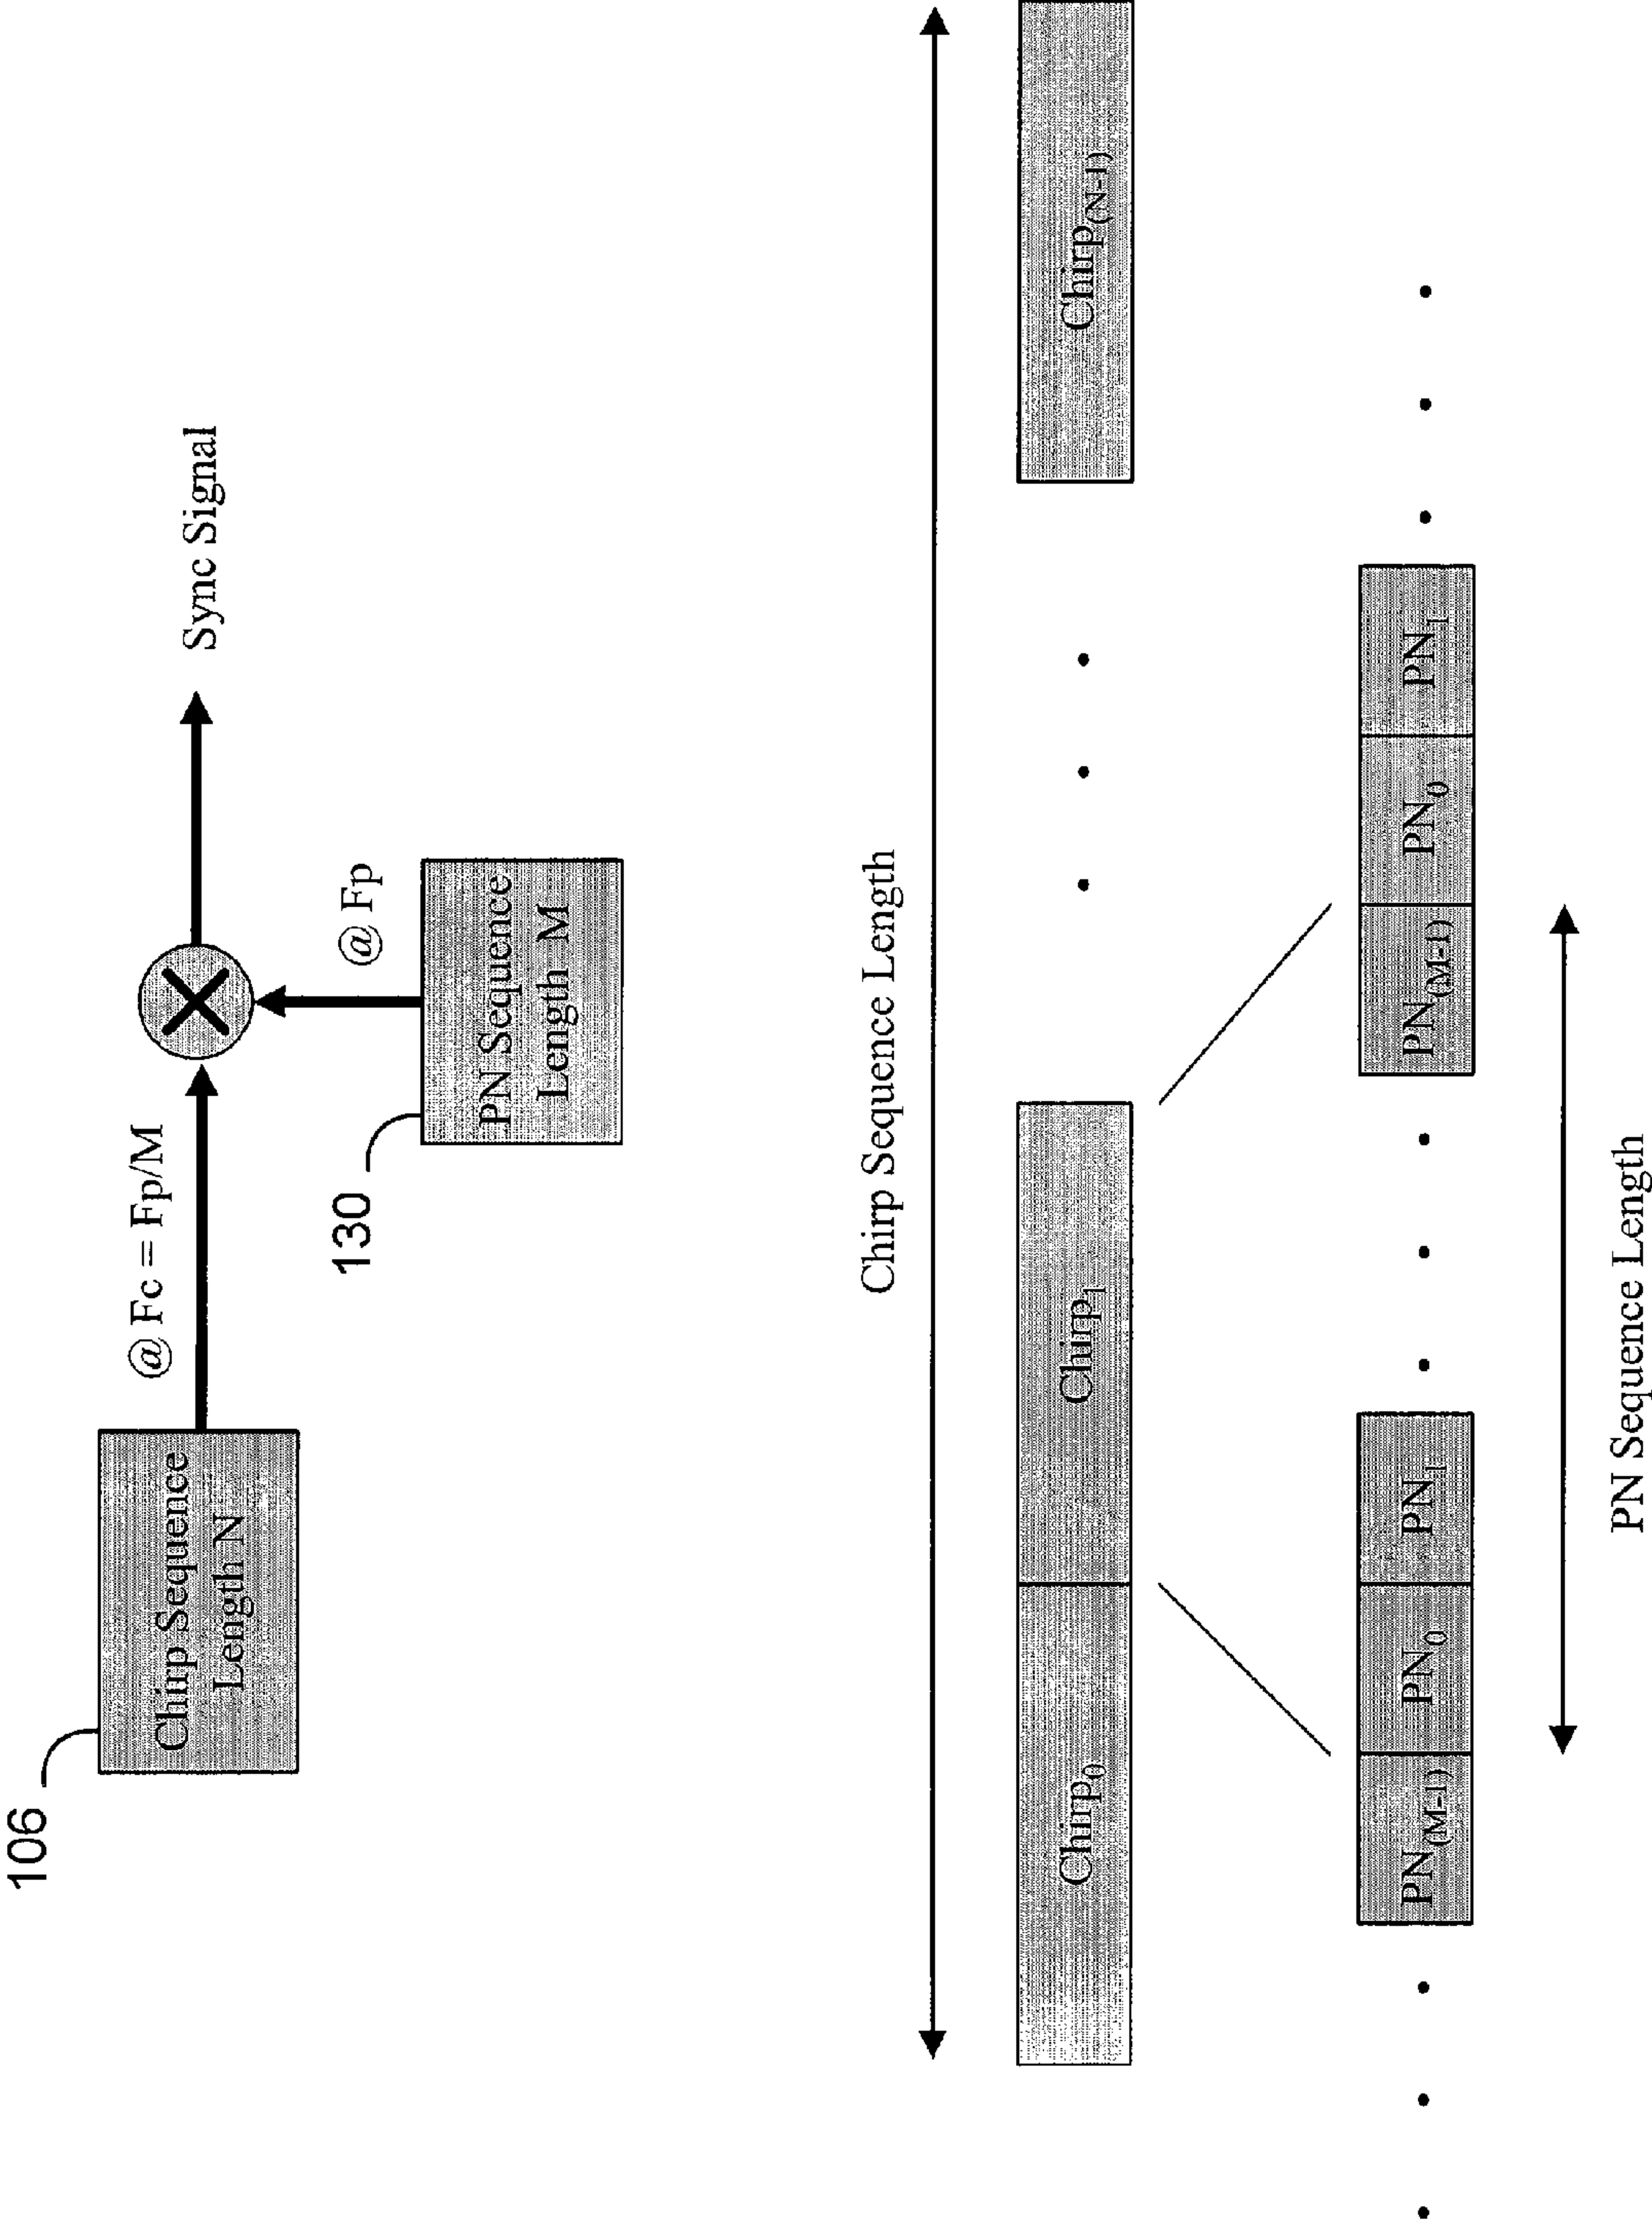 106
Chirp Sequence
Length N
@ Fc = Fp/M
Sync Signal
130
PN Sequence
Length M
@ Fp
Chirp Sequence Length
Chirp0
Chirp1
Chirp(N-1)
PN(M-1)
PN0
PN1
PN(M-1)
PN0
PN1
PN Sequence Length